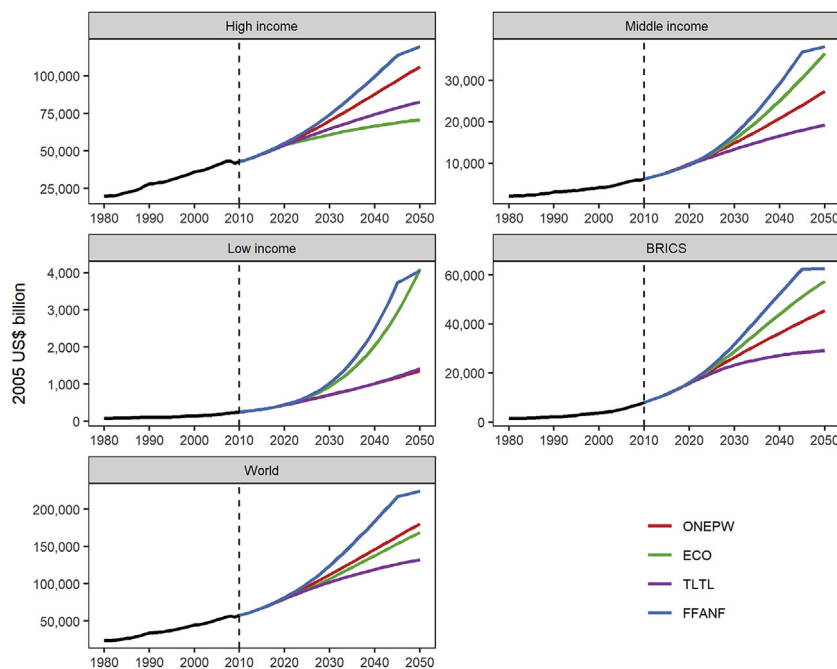 High income
100,000
75,000
50,000
25,000
1980 1990 2000 2010 2020 2030 2040 2050
Middle income
30,000
20,000
10,000
1980 1990 2000 2010 2020 2030 2040 2050
Low income
4,000
3,000
2,000
1,000
0
1980 1990 2000 2010 2020 2030 2040 2050
BRICS
60,000
40,000
20,000
0
1980 1990 2000 2010 2020 2030 2040 2050
2005 US$ billion
World
200,000
150,000
100,000
50,000
1980 1990 2000 2010 2020 2030 2040 2050
ONEPW
ECO
TLTL
FFANF